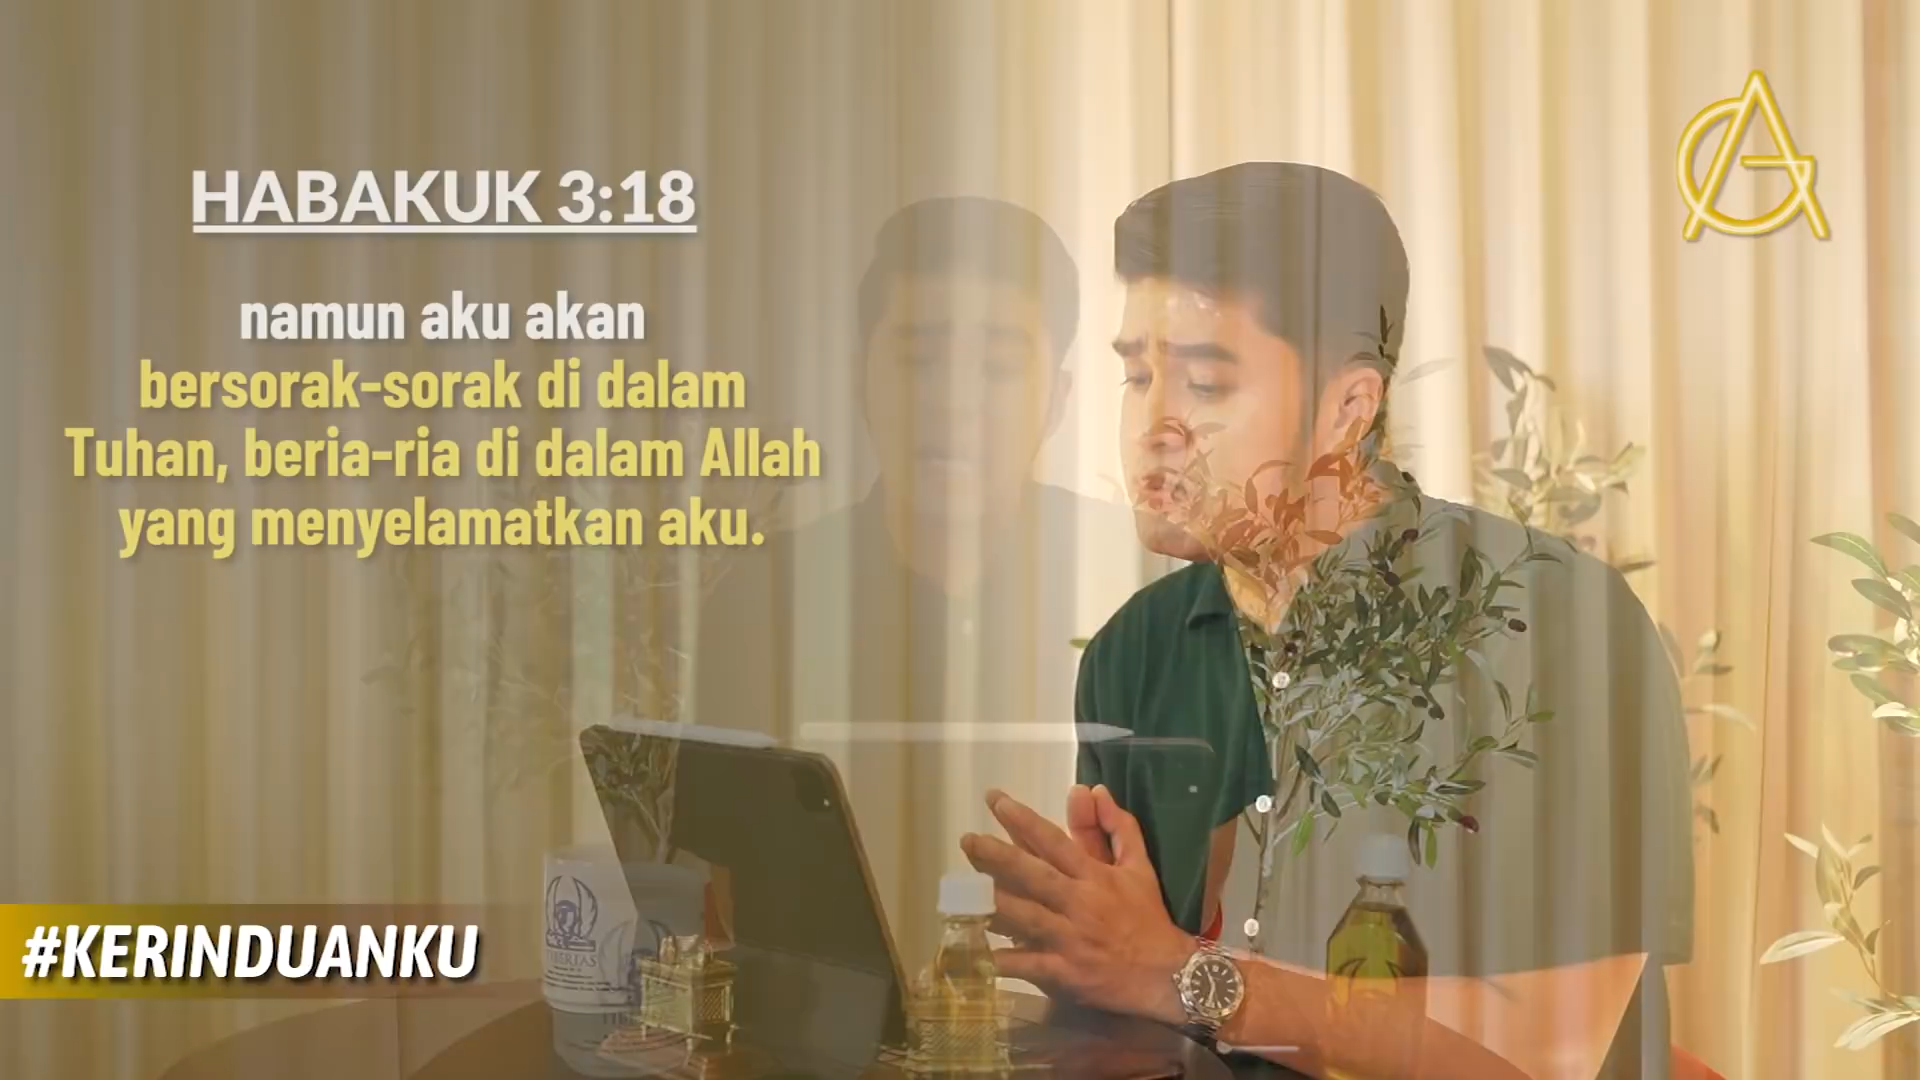 HABAKUK 3:18
namun aku akan
bersorak-sorak di dalam
Tuhan, beria-ria di dalam Allah
yang menyelamatkan aku.
#KERINDUANKU